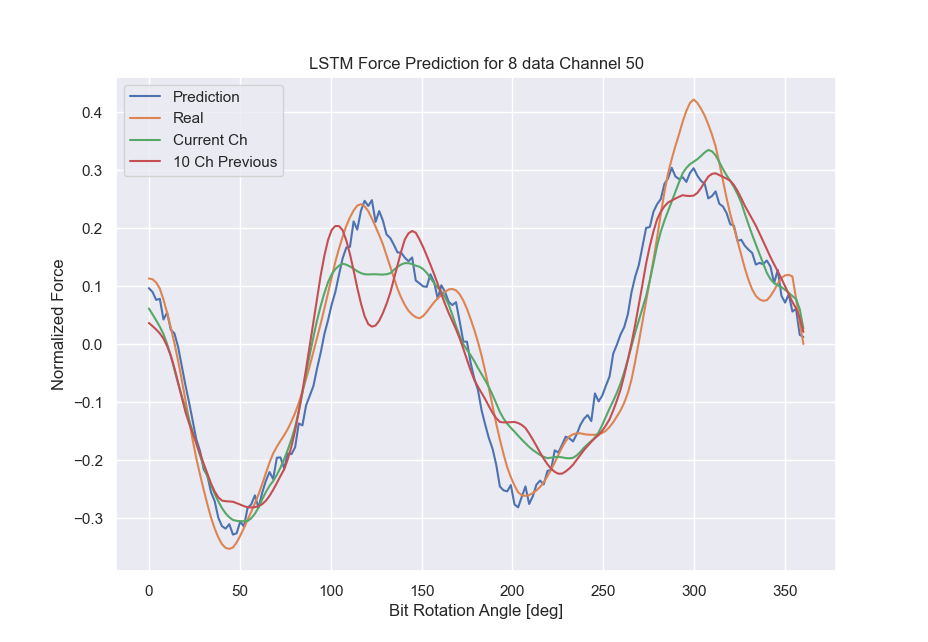 LSTM Force Prediction for 8 data Channel 50
Prediction
Real
Current Ch
10 Ch Previous
Normalized Force
0.4
0.3
0.2
0.1
0.0
−0.1
−0.2
−0.3
0 50 100 150 200 250 300 350
Bit Rotation Angle [deg]